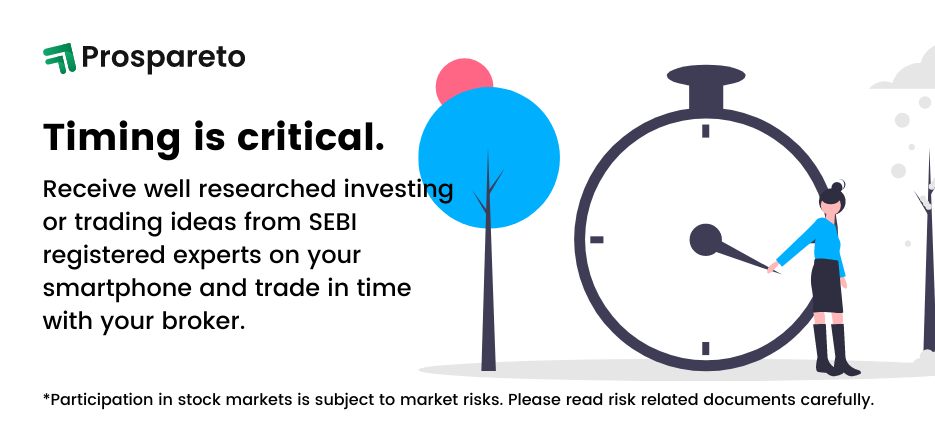 Prospareto
Timing is critical.
Receive well researched investing
or trading ideas from SEBI
registered experts on your
smartphone and trade in time
with your broker.
*Participation in stock markets is subject to market risks. Please read risk related documents carefully.